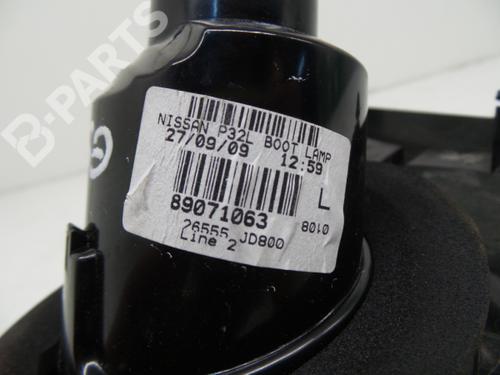 B-PARTS
NISSAN P32L BOOT LAMP
27/09/09 12:59
L
89071063
8010
26555 JD800
Line 2